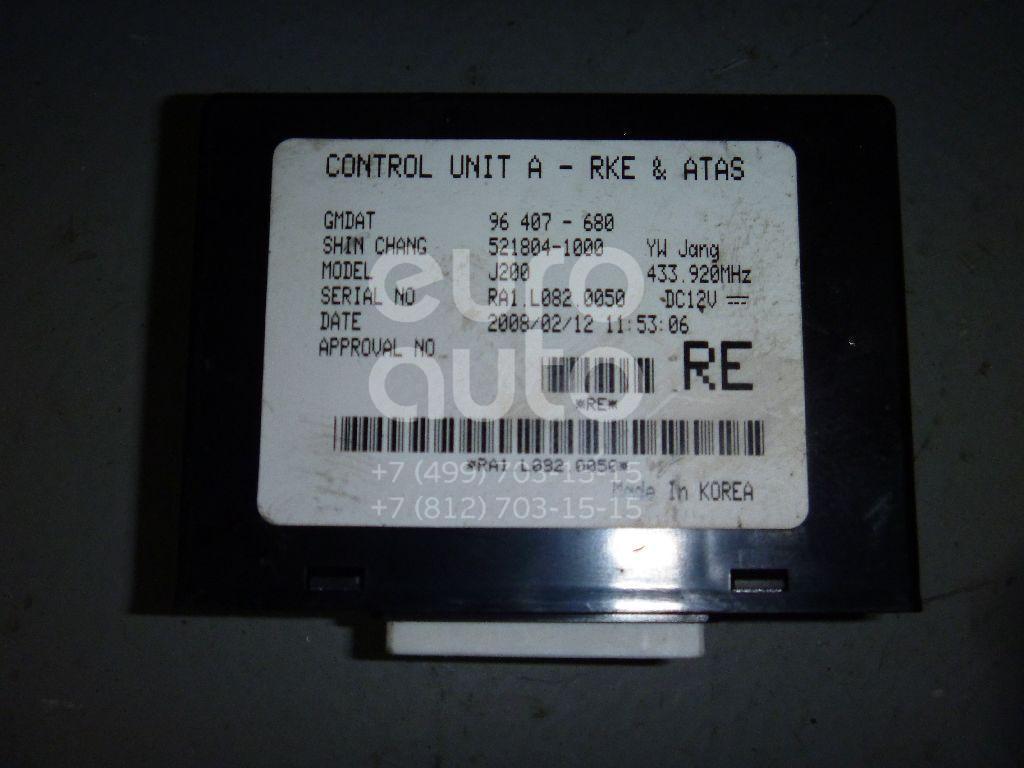 CONTROL UNIT A - RKE & ATAS
GMDAT 96 407 - 680
SHIN CHANG 521804-1000 YW Jang
MODEL J200 433.920MHz
SERIAL NO RA1.L082.0050 -DC12V
DATE 2008/02/12 11:53:06
APPROVAL NO
RE
*RE*
*RA1.L082.0050*
Made In KOREA
euro
auto
+7 (499) 703-15-15
+7 (812) 703-15-15